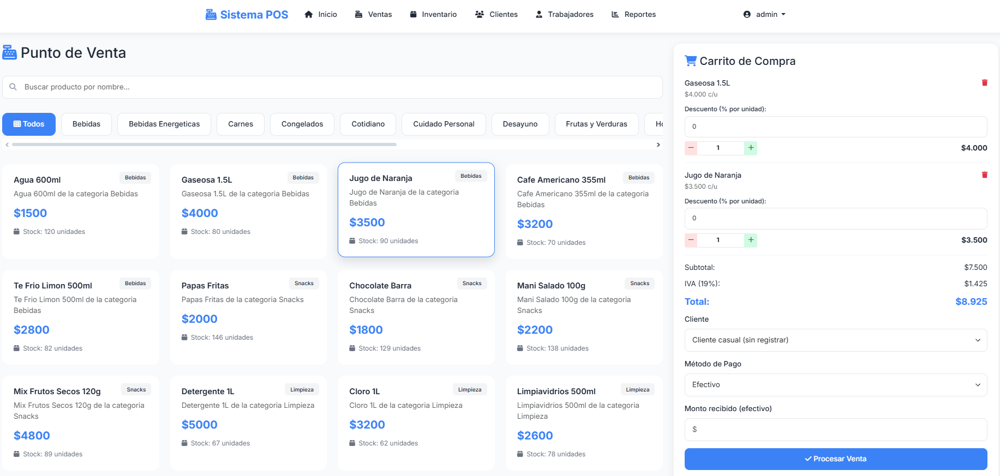 Sistema POS
Inicio
Ventas
Inventario
Clientes
Trabajadores
Reportes
admin
Punto de Venta
Buscar producto por nombre...
Todos
Bebidas
Bebidas Energeticas
Carnes
Congelados
Cotidiano
Cuidado Personal
Desayuno
Frutas y Verduras
Agua 600ml
Bebidas
Agua 600ml de la categoria Bebidas
$1500
Stock: 120 unidades
Gaseosa 1.5L
Bebidas
Gaseosa 1.5L de la categoria Bebidas
$4000
Stock: 80 unidades
Jugo de Naranja
Bebidas
Jugo de Naranja de la categoria
Bebidas
$3500
Stock: 90 unidades
Cafe Americano 355ml
Bebidas
Cafe Americano 355ml de la categoria
Bebidas
$3200
Stock: 70 unidades
Te Frio Limon 500ml
Bebidas
Te Frio Limon 500ml de la categoria
Bebidas
$2800
Stock: 82 unidades
Papas Fritas
Snacks
Papas Fritas de la categoria Snacks
$2000
Stock: 146 unidades
Chocolate Barra
Snacks
Chocolate Barra de la categoria
Snacks
$1800
Stock: 129 unidades
Mani Salado 100g
Snacks
Mani Salado 100g de la categoria
Snacks
$2200
Stock: 138 unidades
Mix Frutos Secos 120g
Snacks
Mix Frutos Secos 120g de la categoria
Snacks
$4800
Stock: 89 unidades
Detergente 1L
Limpieza
Detergente 1L de la categoria Limpieza
$5000
Stock: 67 unidades
Cloro 1L
Limpieza
Cloro 1L de la categoria Limpieza
$3200
Stock: 62 unidades
Limpiavidrios 500ml
Limpieza
Limpiavidrios 500ml de la categoria
Limpieza
$2600
Stock: 78 unidades
Carrito de Compra
Gaseosa 1.5L
$4.000 c/u
Descuento (% por unidad):
0
1
$4.000
Jugo de Naranja
$3.500 c/u
Descuento (% por unidad):
0
1
$3.500
Subtotal:
$7.500
IVA (19%):
$1.425
Total:
$8.925
Cliente
Cliente casual (sin registrar)
Método de Pago
Efectivo
Monto recibido (efectivo)
$
Procesar Venta